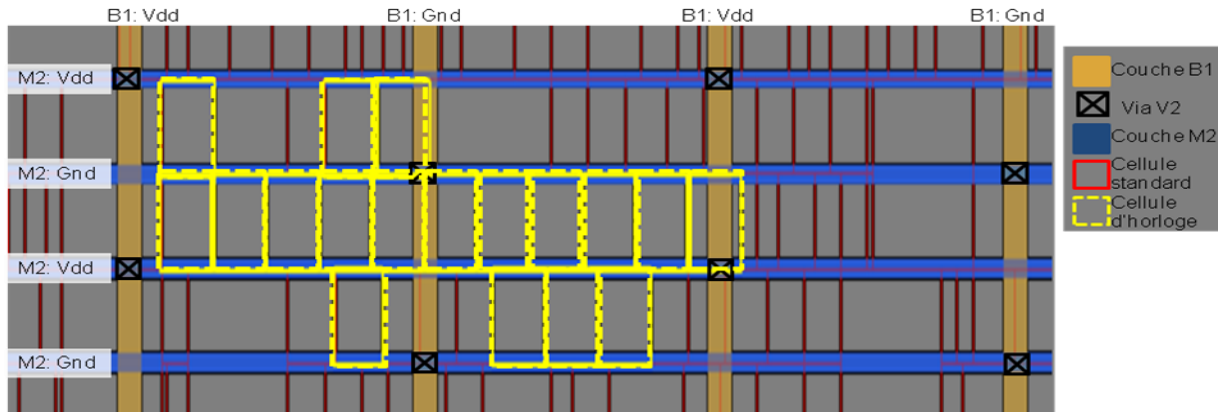 B1: Vdd
B1: Gnd
B1: Vdd
B1: Gnd
M2: Vdd
M2: Gnd
M2: Vdd
M2: Gnd
Couche B1
Via V2
Couche M2
Cellule
standard
Cellule
d'horloge